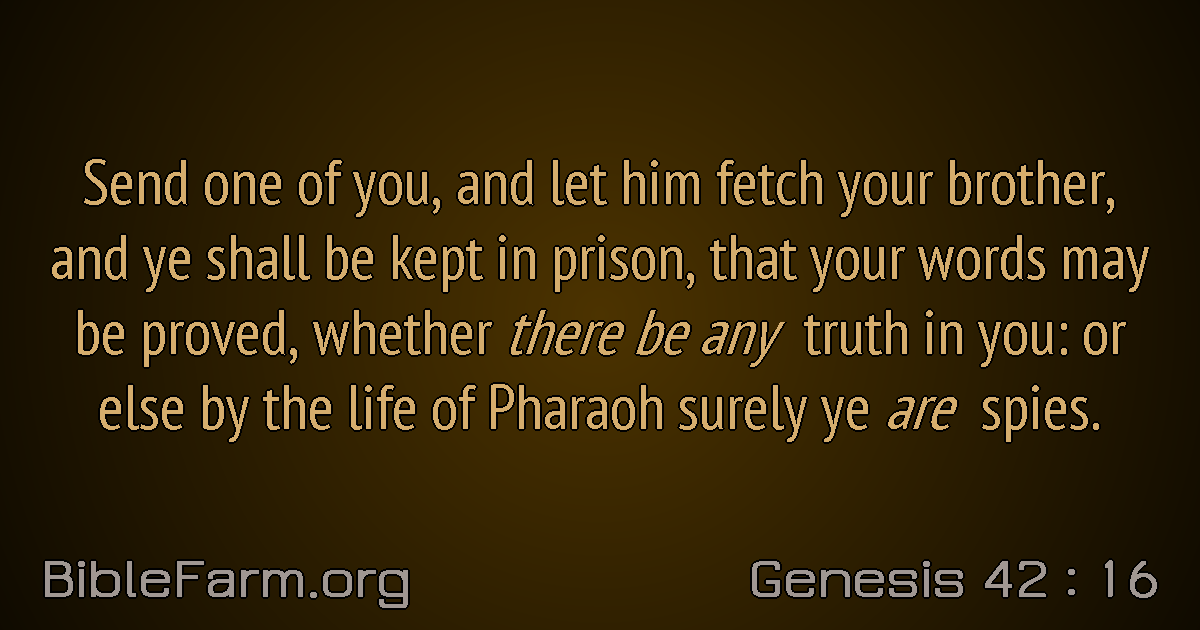 Send one of you, and let him fetch your brother,
and ye shall be kept in prison, that your words may
be proved, whether there be any truth in you: or
else by the life of Pharaoh surely ye are spies.
BibleFarm.org
Genesis 42 : 16